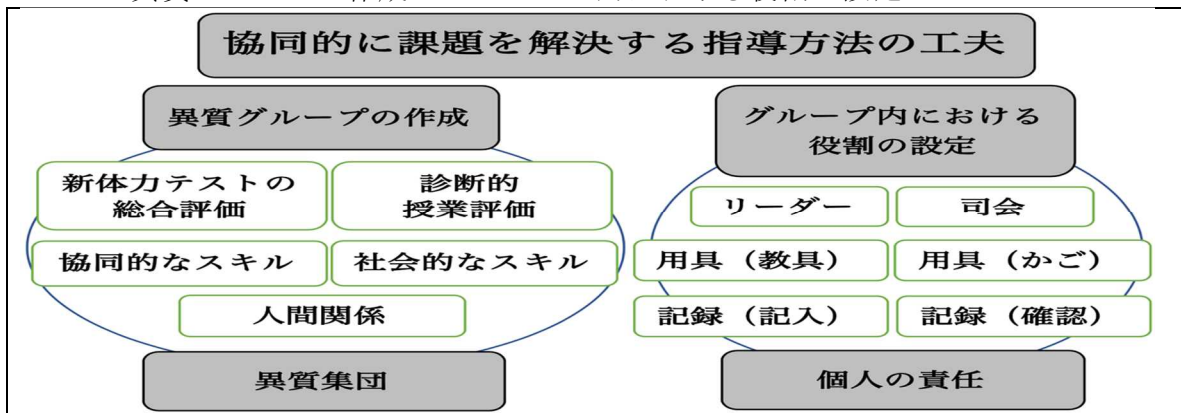 協同的に課題を解決する指導方法の工夫
異質グループの作成
新体力テストの
総合評価
診断的
授業評価
協同的なスキル
社会的なスキル
人間関係
異質集団
グループ内における
役割の設定
リーダー
司会
用具（教具）
用具（かご）
記録（記入）
記録（確認）
個人の責任